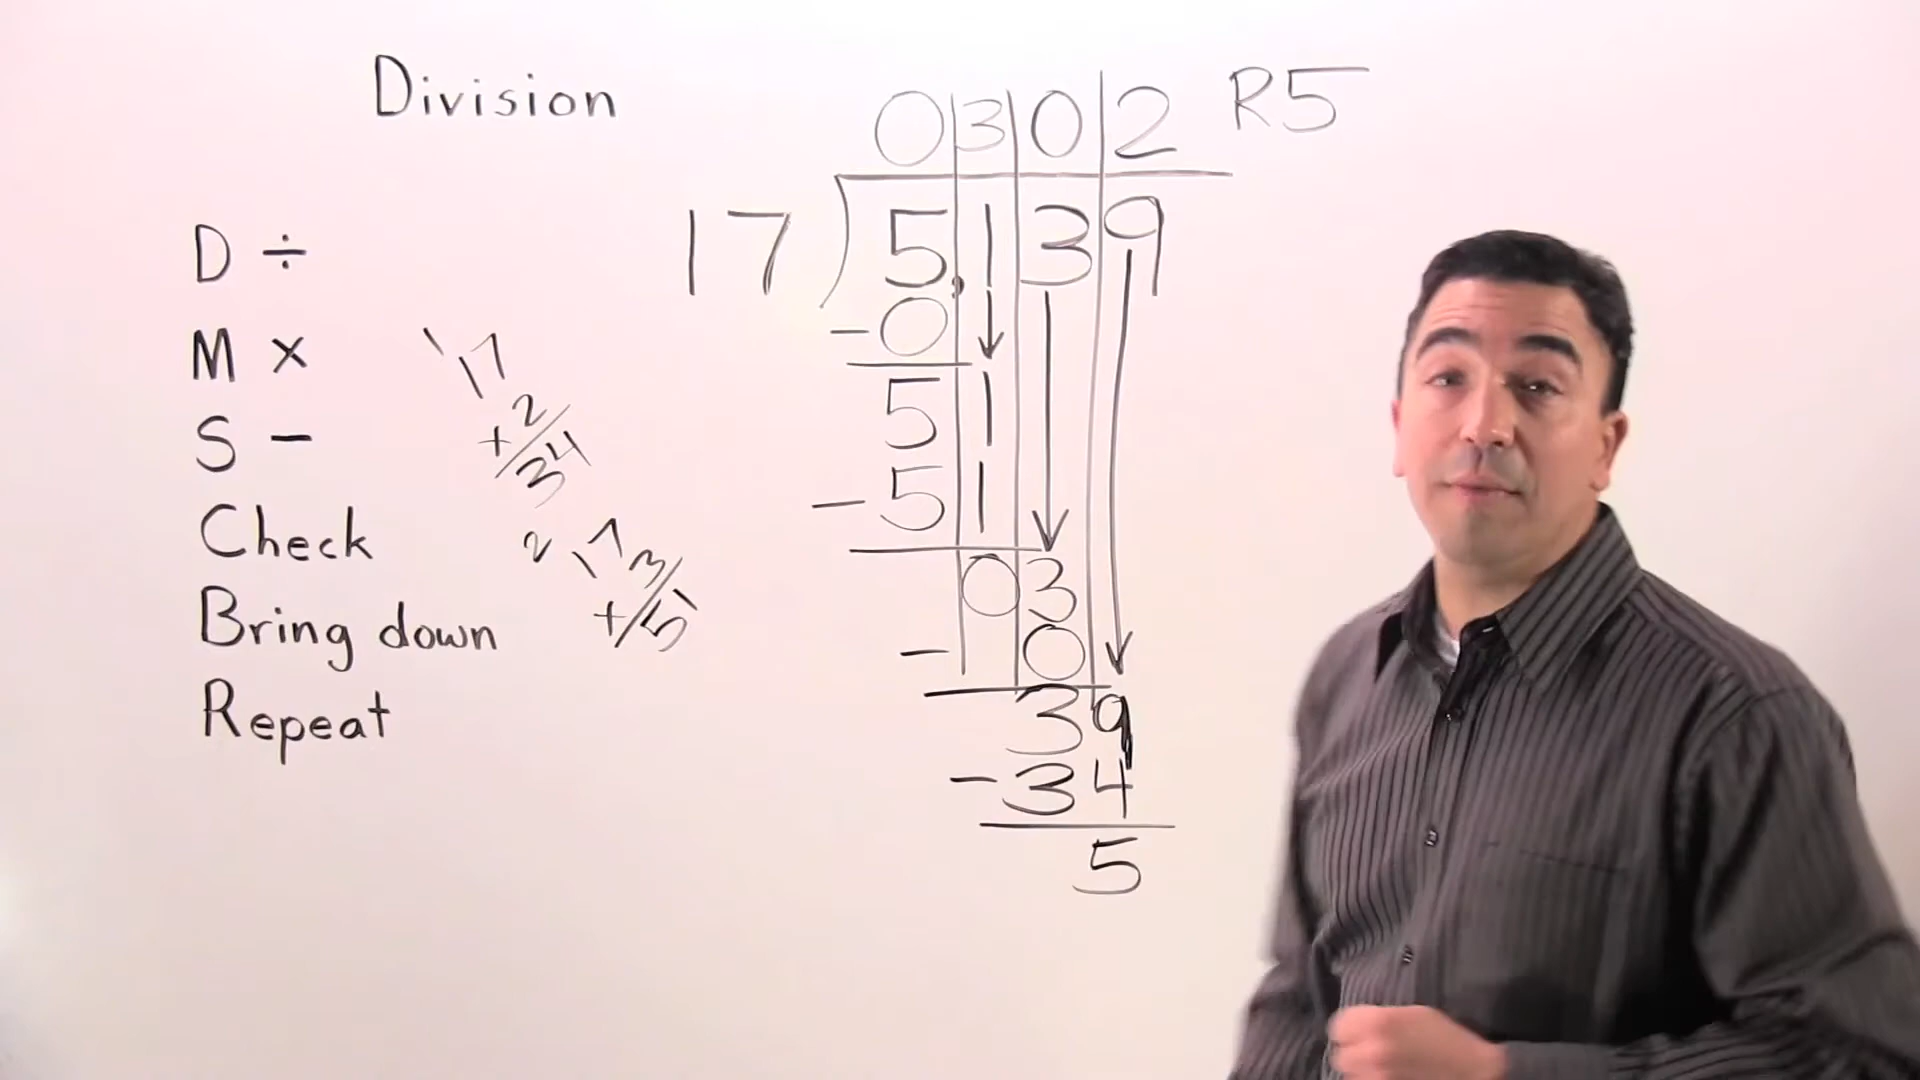 Division
0302 R5
17)5,139
-0
51
-51
03
-0
39
-34
5
D ÷
M ×
S −
Check
Bring down
Repeat
1
17
×2
34
2
17
×3
51